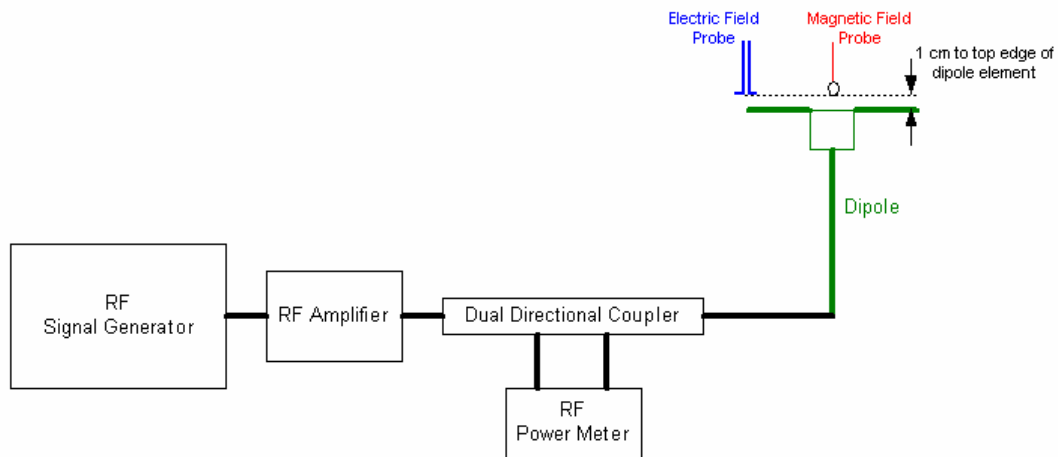 Electric Field
Probe
Magnetic Field
Probe
1 cm to top edge of
dipole element
Dipole
RF
Signal Generator
RF Amplifier
Dual Directional Coupler
RF
Power Meter